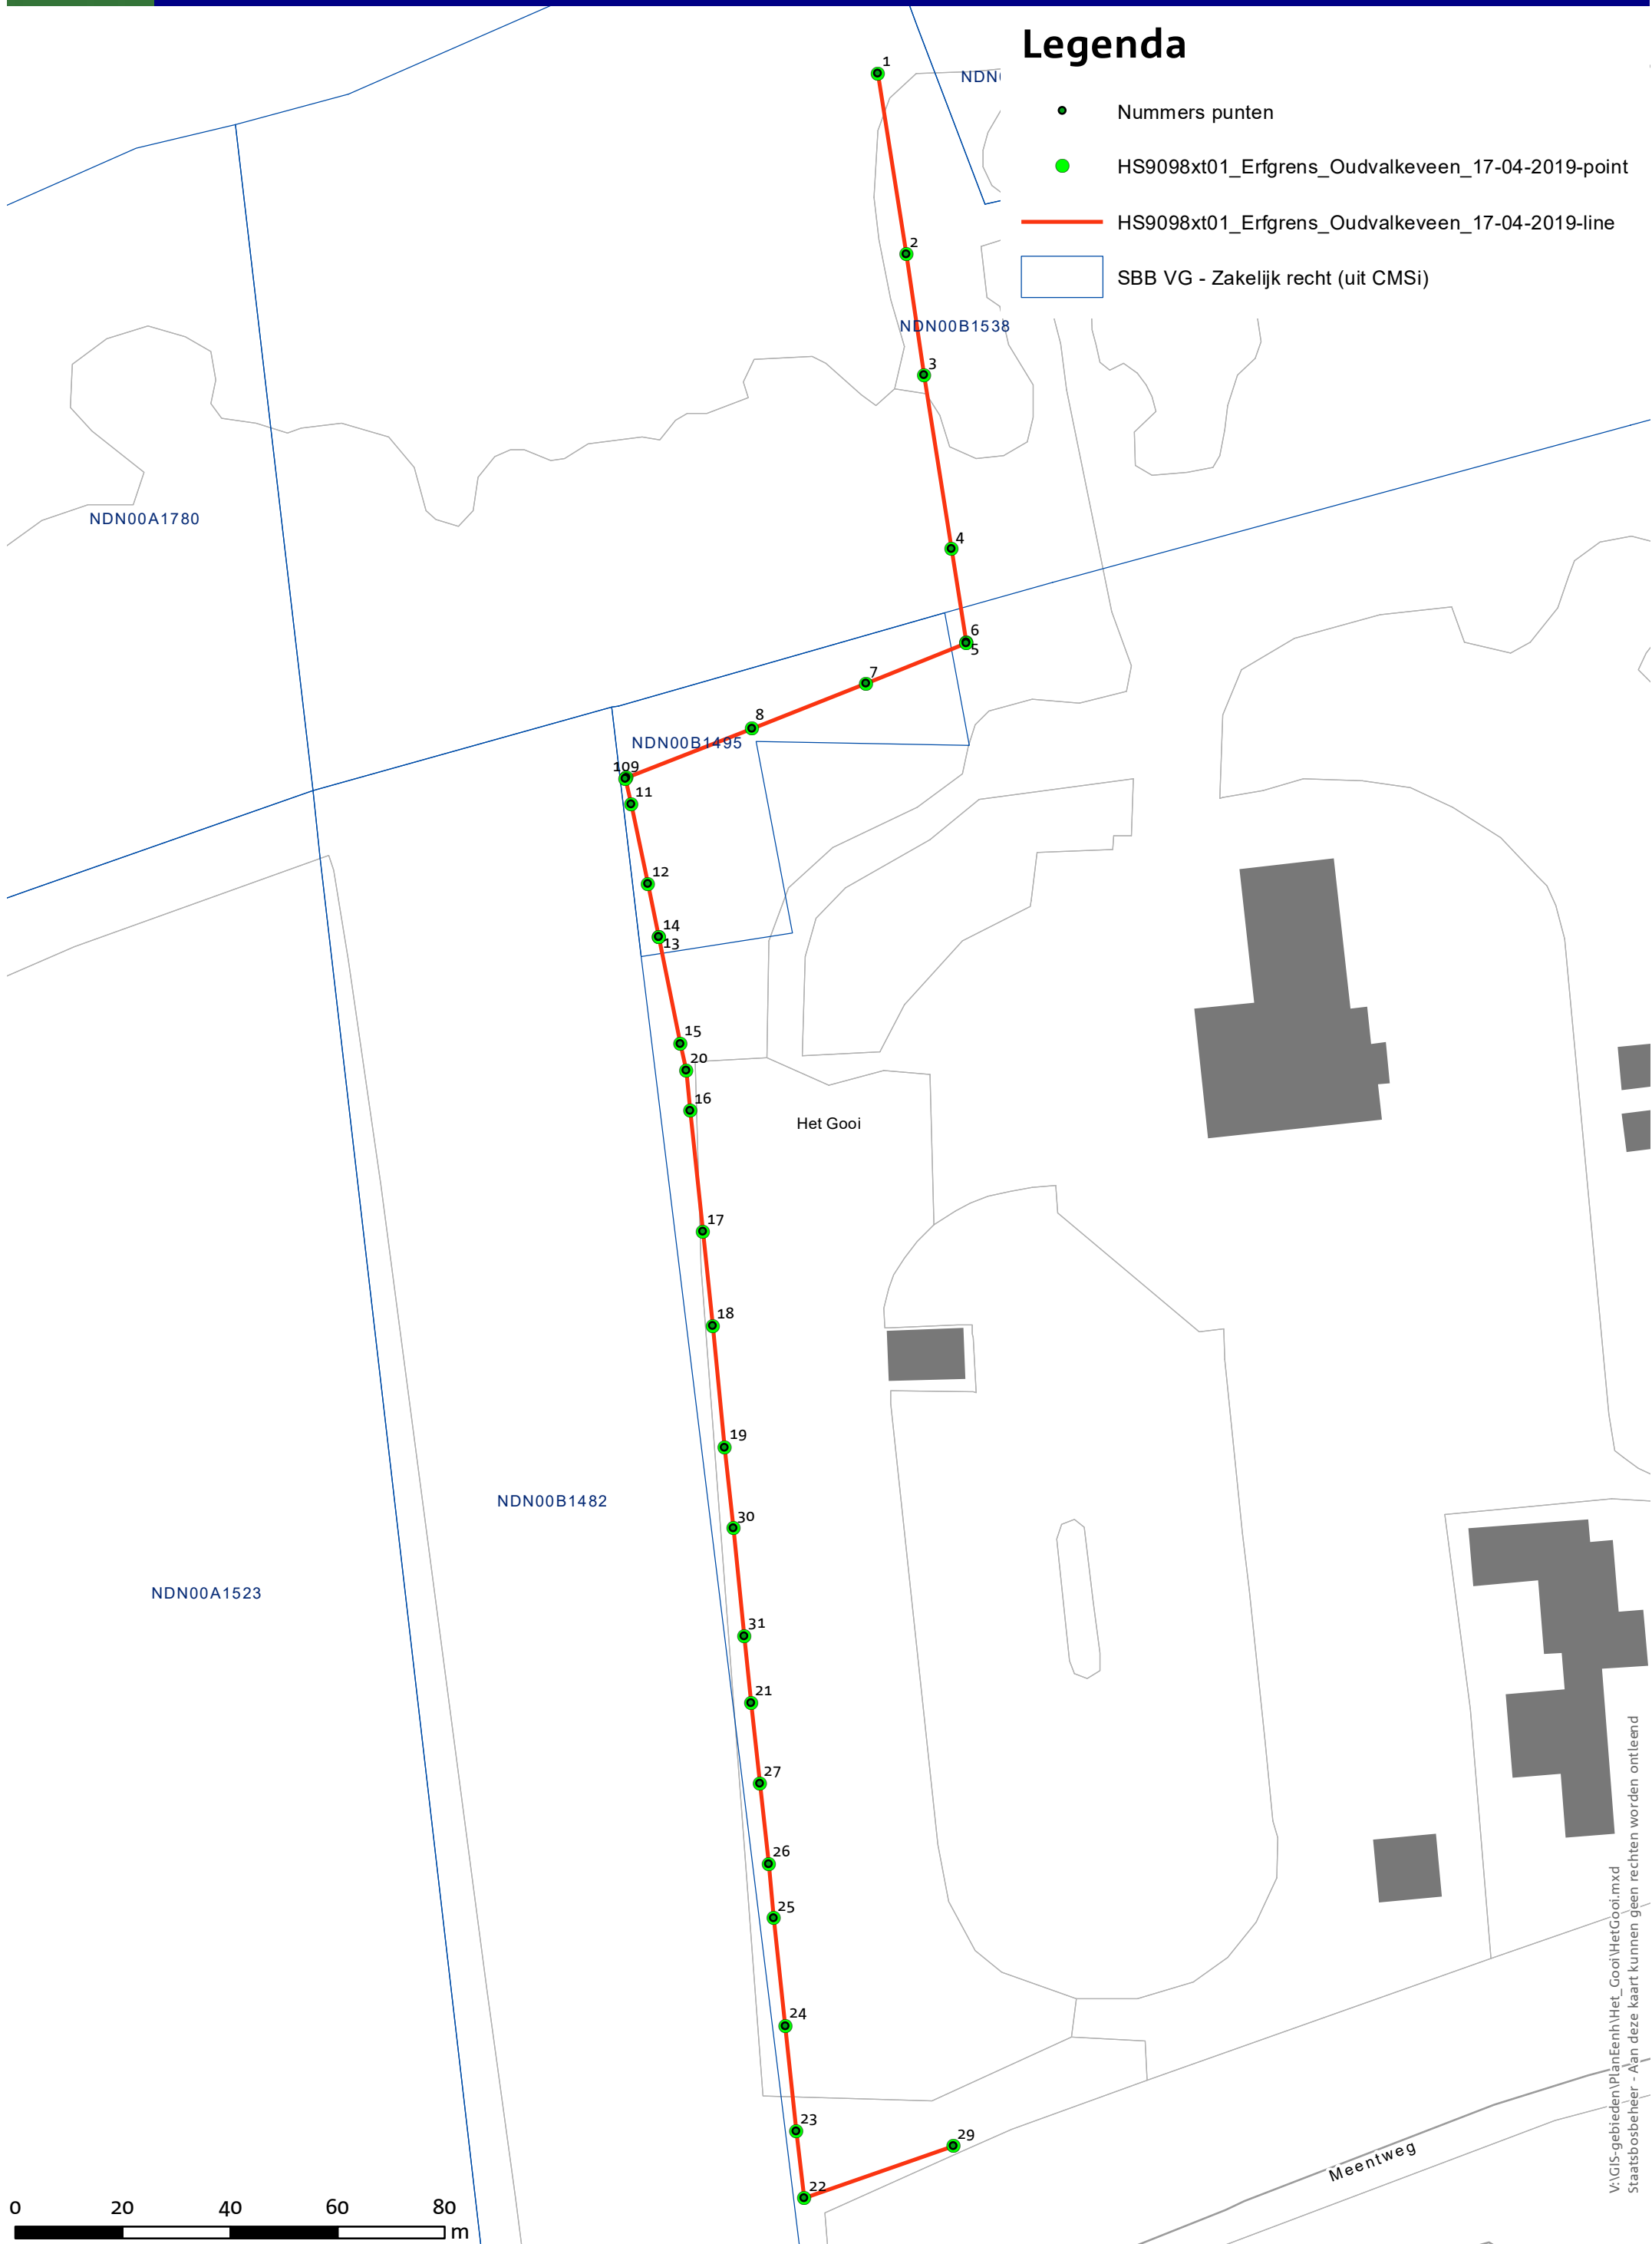 Legenda
Nummers punten
HS9098xt01_Erfgrens_Oudvalkeveen_17-04-2019-point
HS9098xt01_Erfgrens_Oudvalkeveen_17-04-2019-line
SBB VG - Zakelijk recht (uit CMSi)
1
NDN
2
NDN00B1538
3
NDN00A1780
4
6
5
7
8
NDN00B1495
109
11
12
14
13
15
20
16
Het Gooi
17
18
19
NDN00B1482
30
NDN00A1523
31
21
27
26
25
24
23
29
22
Meentweg
0 20 40 60 80
m
V:\GIS-gebieden\PlanEenh\Het_Gooi\HetGooi.mxd
Staatsbosbeheer - Aan deze kaart kunnen geen rechten worden ontleend